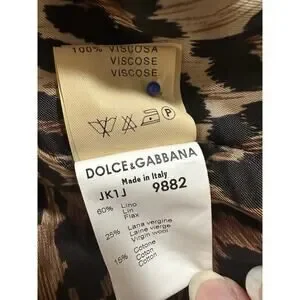 100% VISCOSA
VISCOSE
VISCOSE
P
DOLCE&GABBANA
Made in Italy
JK1J 9882
60% Lino
Lin
Flax
25% Lana vergine
Laine vierge
Virgin wool
15% Cotone
Coton
Cotton